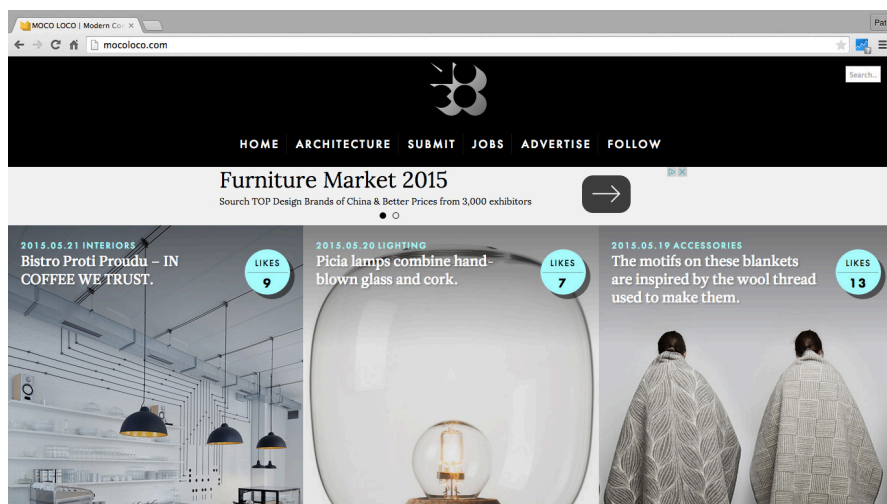 MOCO LOCO | Modern Co
Pat
mocoloco.com
Search..
HOME ARCHITECTURE SUBMIT JOBS ADVERTISE FOLLOW
Furniture Market 2015
Sourch TOP Design Brands of China & Better Prices from 3,000 exhibitors
2015.05.21 INTERIORS
Bistro Proti Proudu – IN
COFFEE WE TRUST.
LIKES
9
2015.05.20 LIGHTING
Picia lamps combine hand-
blown glass and cork.
LIKES
7
2015.05.19 ACCESSORIES
The motifs on these blankets
are inspired by the wool thread
used to make them.
LIKES
13